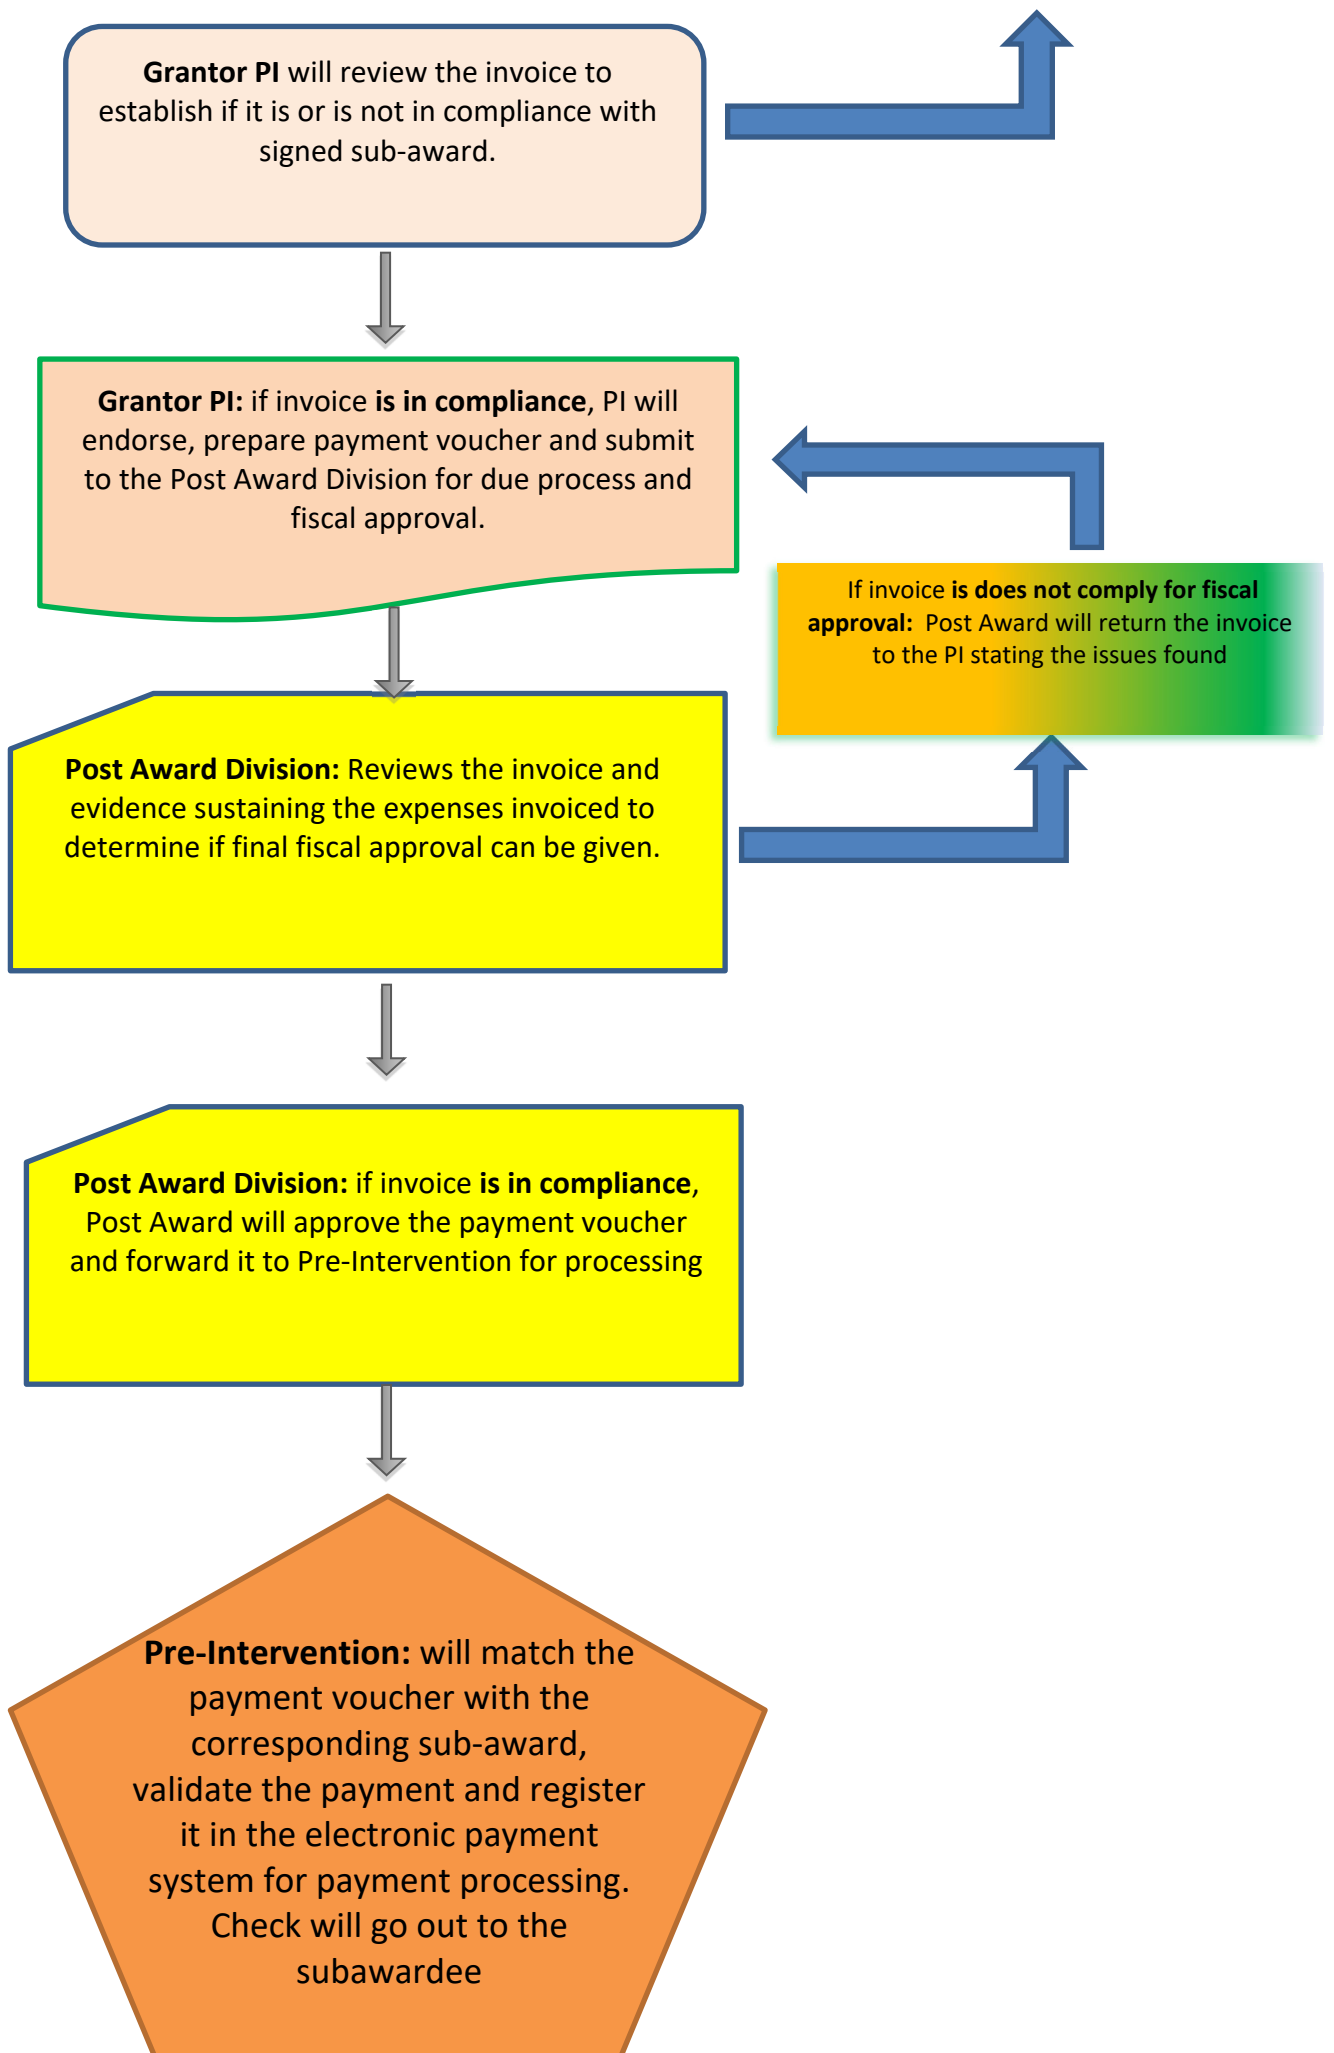 Grantor PI will review the invoice to
establish if it is or is not in compliance with
signed sub-award.
Grantor PI: if invoice is in compliance, PI will
endorse, prepare payment voucher and submit
to the Post Award Division for due process and
fiscal approval.
If invoice is does not comply for fiscal
approval: Post Award will return the invoice
to the PI stating the issues found
Post Award Division: Reviews the invoice and
evidence sustaining the expenses invoiced to
determine if final fiscal approval can be given.
Post Award Division: if invoice is in compliance,
Post Award will approve the payment voucher
and forward it to Pre-Intervention for processing
Pre-Intervention: will match the
payment voucher with the
corresponding sub-award,
validate the payment and register
it in the electronic payment
system for payment processing.
Check will go out to the
subawardee